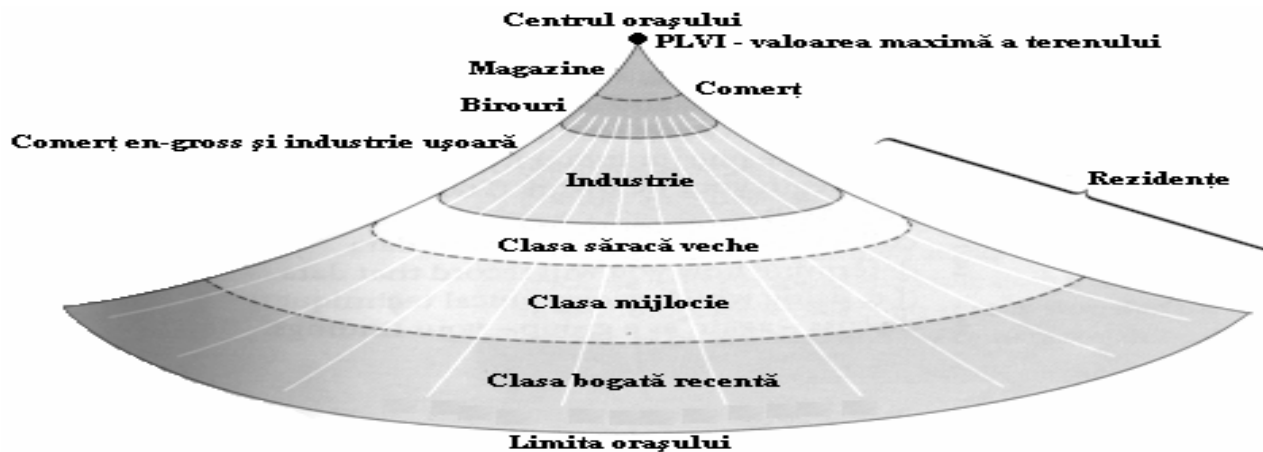 Centrul orașului
PLVI - valoarea maximă a terenului
Magazine
Comerț
Birouri
Comerț en-gross și industrie ușoară
Industrie
Rezidențe
Clasa săracă veche
Clasa mijlocie
Clasa bogată recentă
Limita orașului